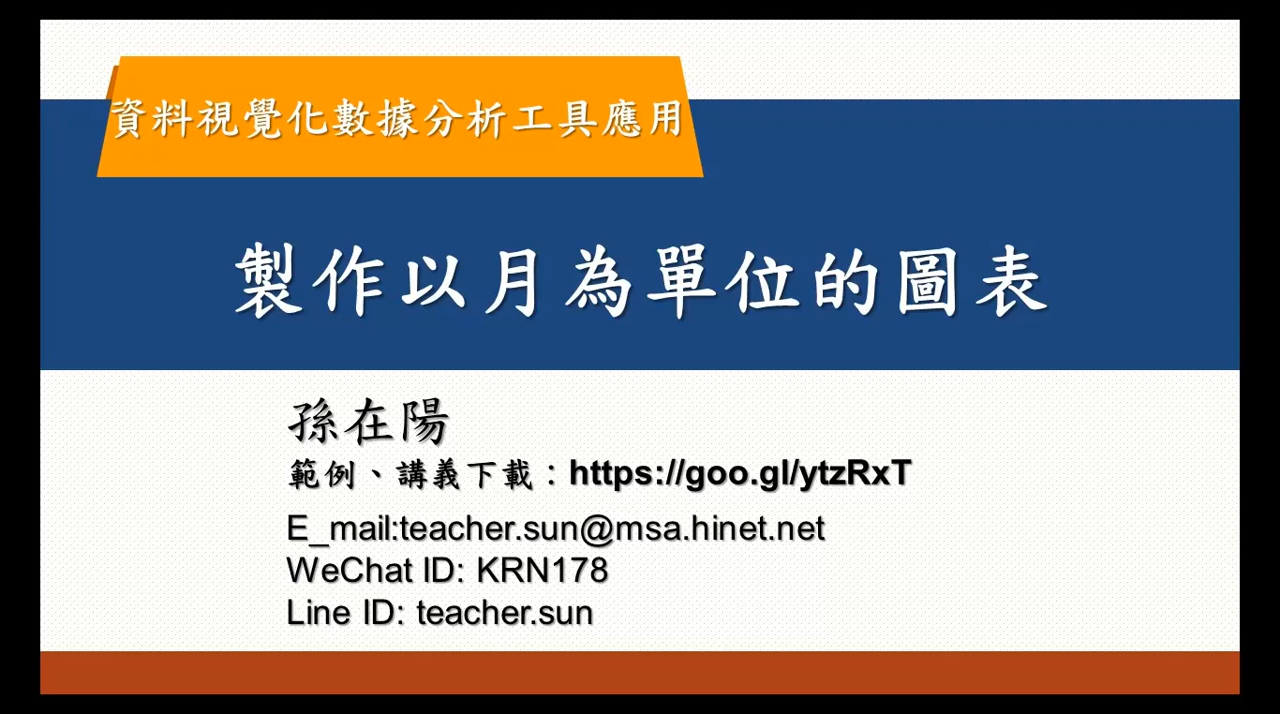 資料視覺化數據分析工具應用
製作以月為單位的圖表
孫在陽
範例、講義下載：https://goo.gl/ytzRxT
E_mail:teacher.sun@msa.hinet.net
WeChat ID: KRN178
Line ID: teacher.sun